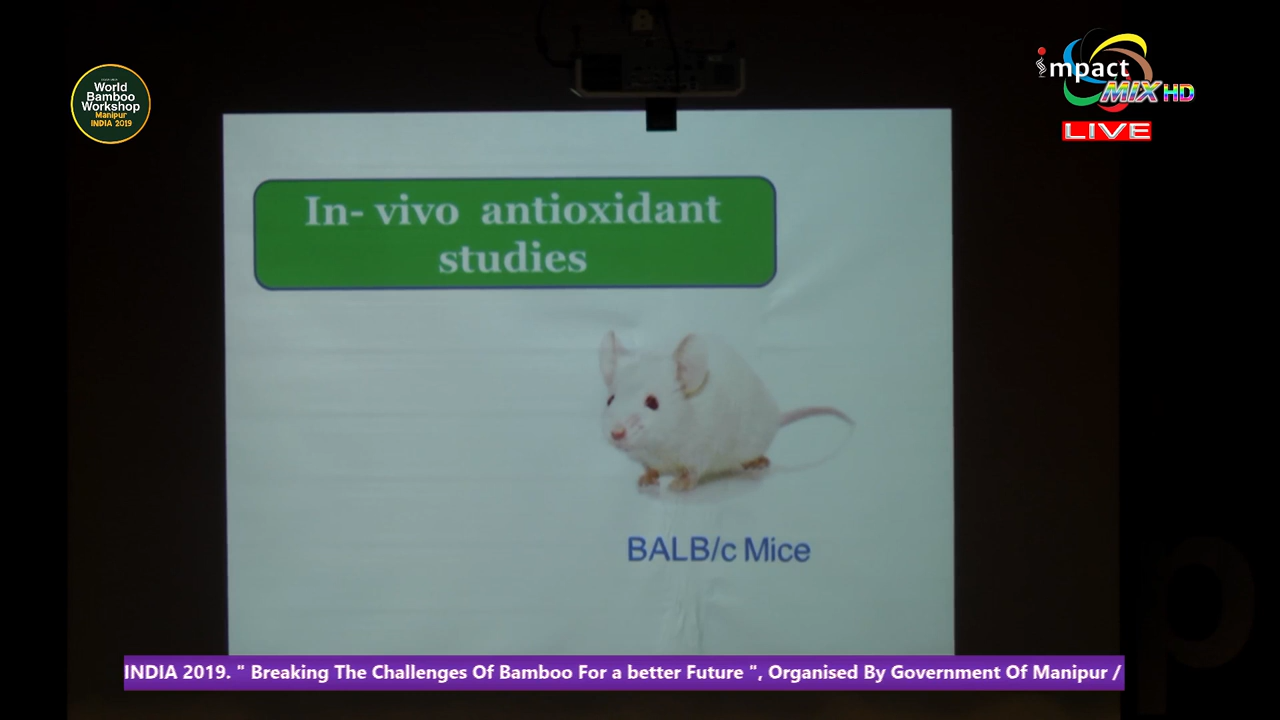 World
Bamboo
Workshop
Manipur
INDIA 2019
impact
MIX HD
LIVE
In- vivo antioxidant
studies
BALB/c Mice
INDIA 2019. " Breaking The Challenges Of Bamboo For a better Future ", Organised By Government Of Manipur /